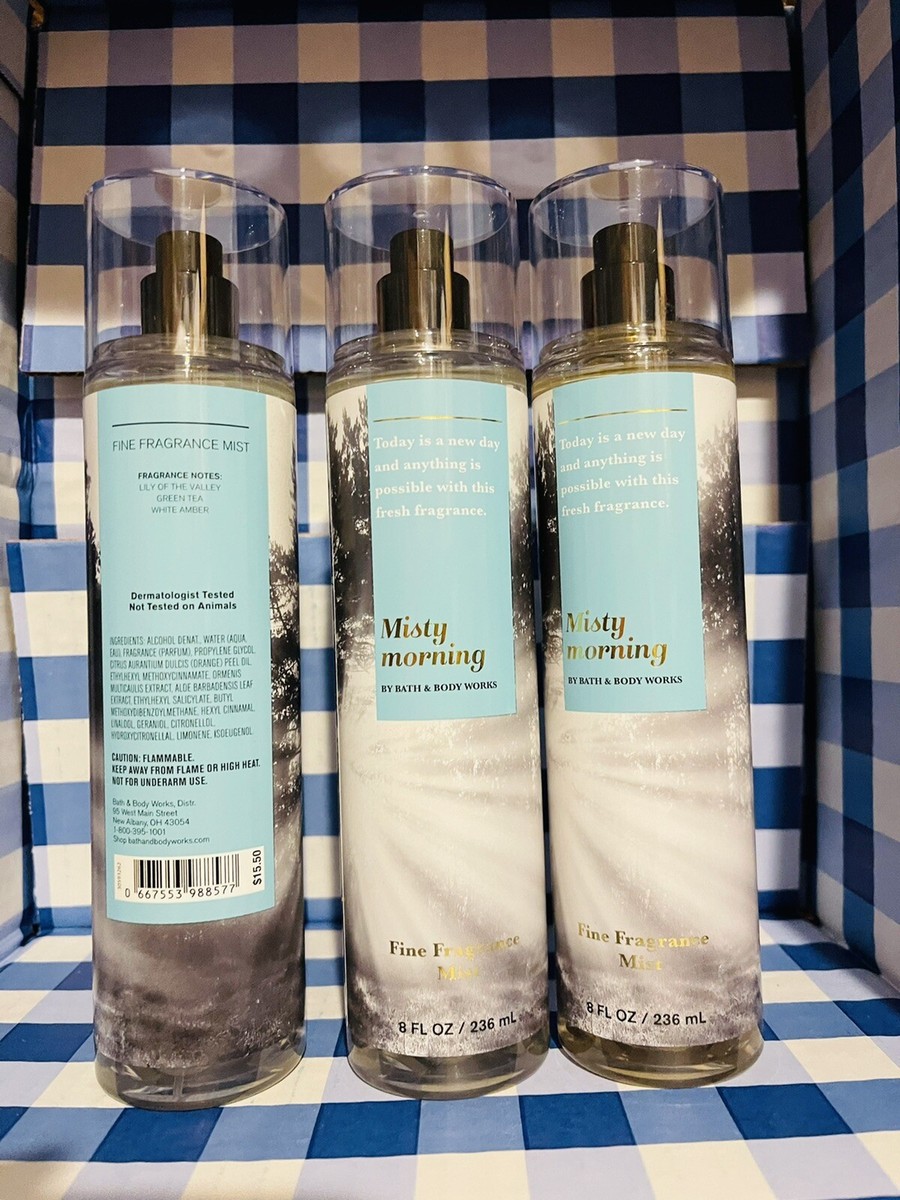 FINE FRAGRANCE MIST
FRAGRANCE NOTES:
LILY OF THE VALLEY
GREEN TEA
WHITE AMBER
Dermatologist Tested
Not Tested on Animals
INGREDIENTS: ALCOHOL DENAT., WATER (AQUA,
EAU), FRAGRANCE (PARFUM), PROPYLENE GLYCOL,
CITRUS AURANTIUM DULCIS (ORANGE) PEEL OIL,
ETHYLHEXYL METHOXYCINNAMATE, ORMENIS
MULTICAULIS EXTRACT, ALOE BARBADENSIS LEAF
EXTRACT, ETHYLHEXYL SALICYLATE, BUTYL
METHOXYDIBENZOYLMETHANE, HEXYL CINNAMAL,
LINALOOL, GERANIOL, CITRONELLOL,
HYDROXYCITRONELLAL, LIMONENE, ISOEUGENOL.
CAUTION: FLAMMABLE.
KEEP AWAY FROM FLAME OR HIGH HEAT.
NOT FOR UNDERARM USE.
Bath & Body Works, Distr.
95 West Main Street
New Albany, OH 43054
1-800-395-1001
Shop bathandbodyworks.com
0 667553 988577
$15.50
Today is a new day
and anything is
possible with this
fresh fragrance.
Misty
morning
BY BATH & BODY WORKS
Fine Fragrance
Mist
8 FL OZ / 236 mL
Today is a new day
and anything is
possible with this
fresh fragrance.
Misty
morning
BY BATH & BODY WORKS
Fine Fragrance
Mist
8 FL OZ / 236 mL